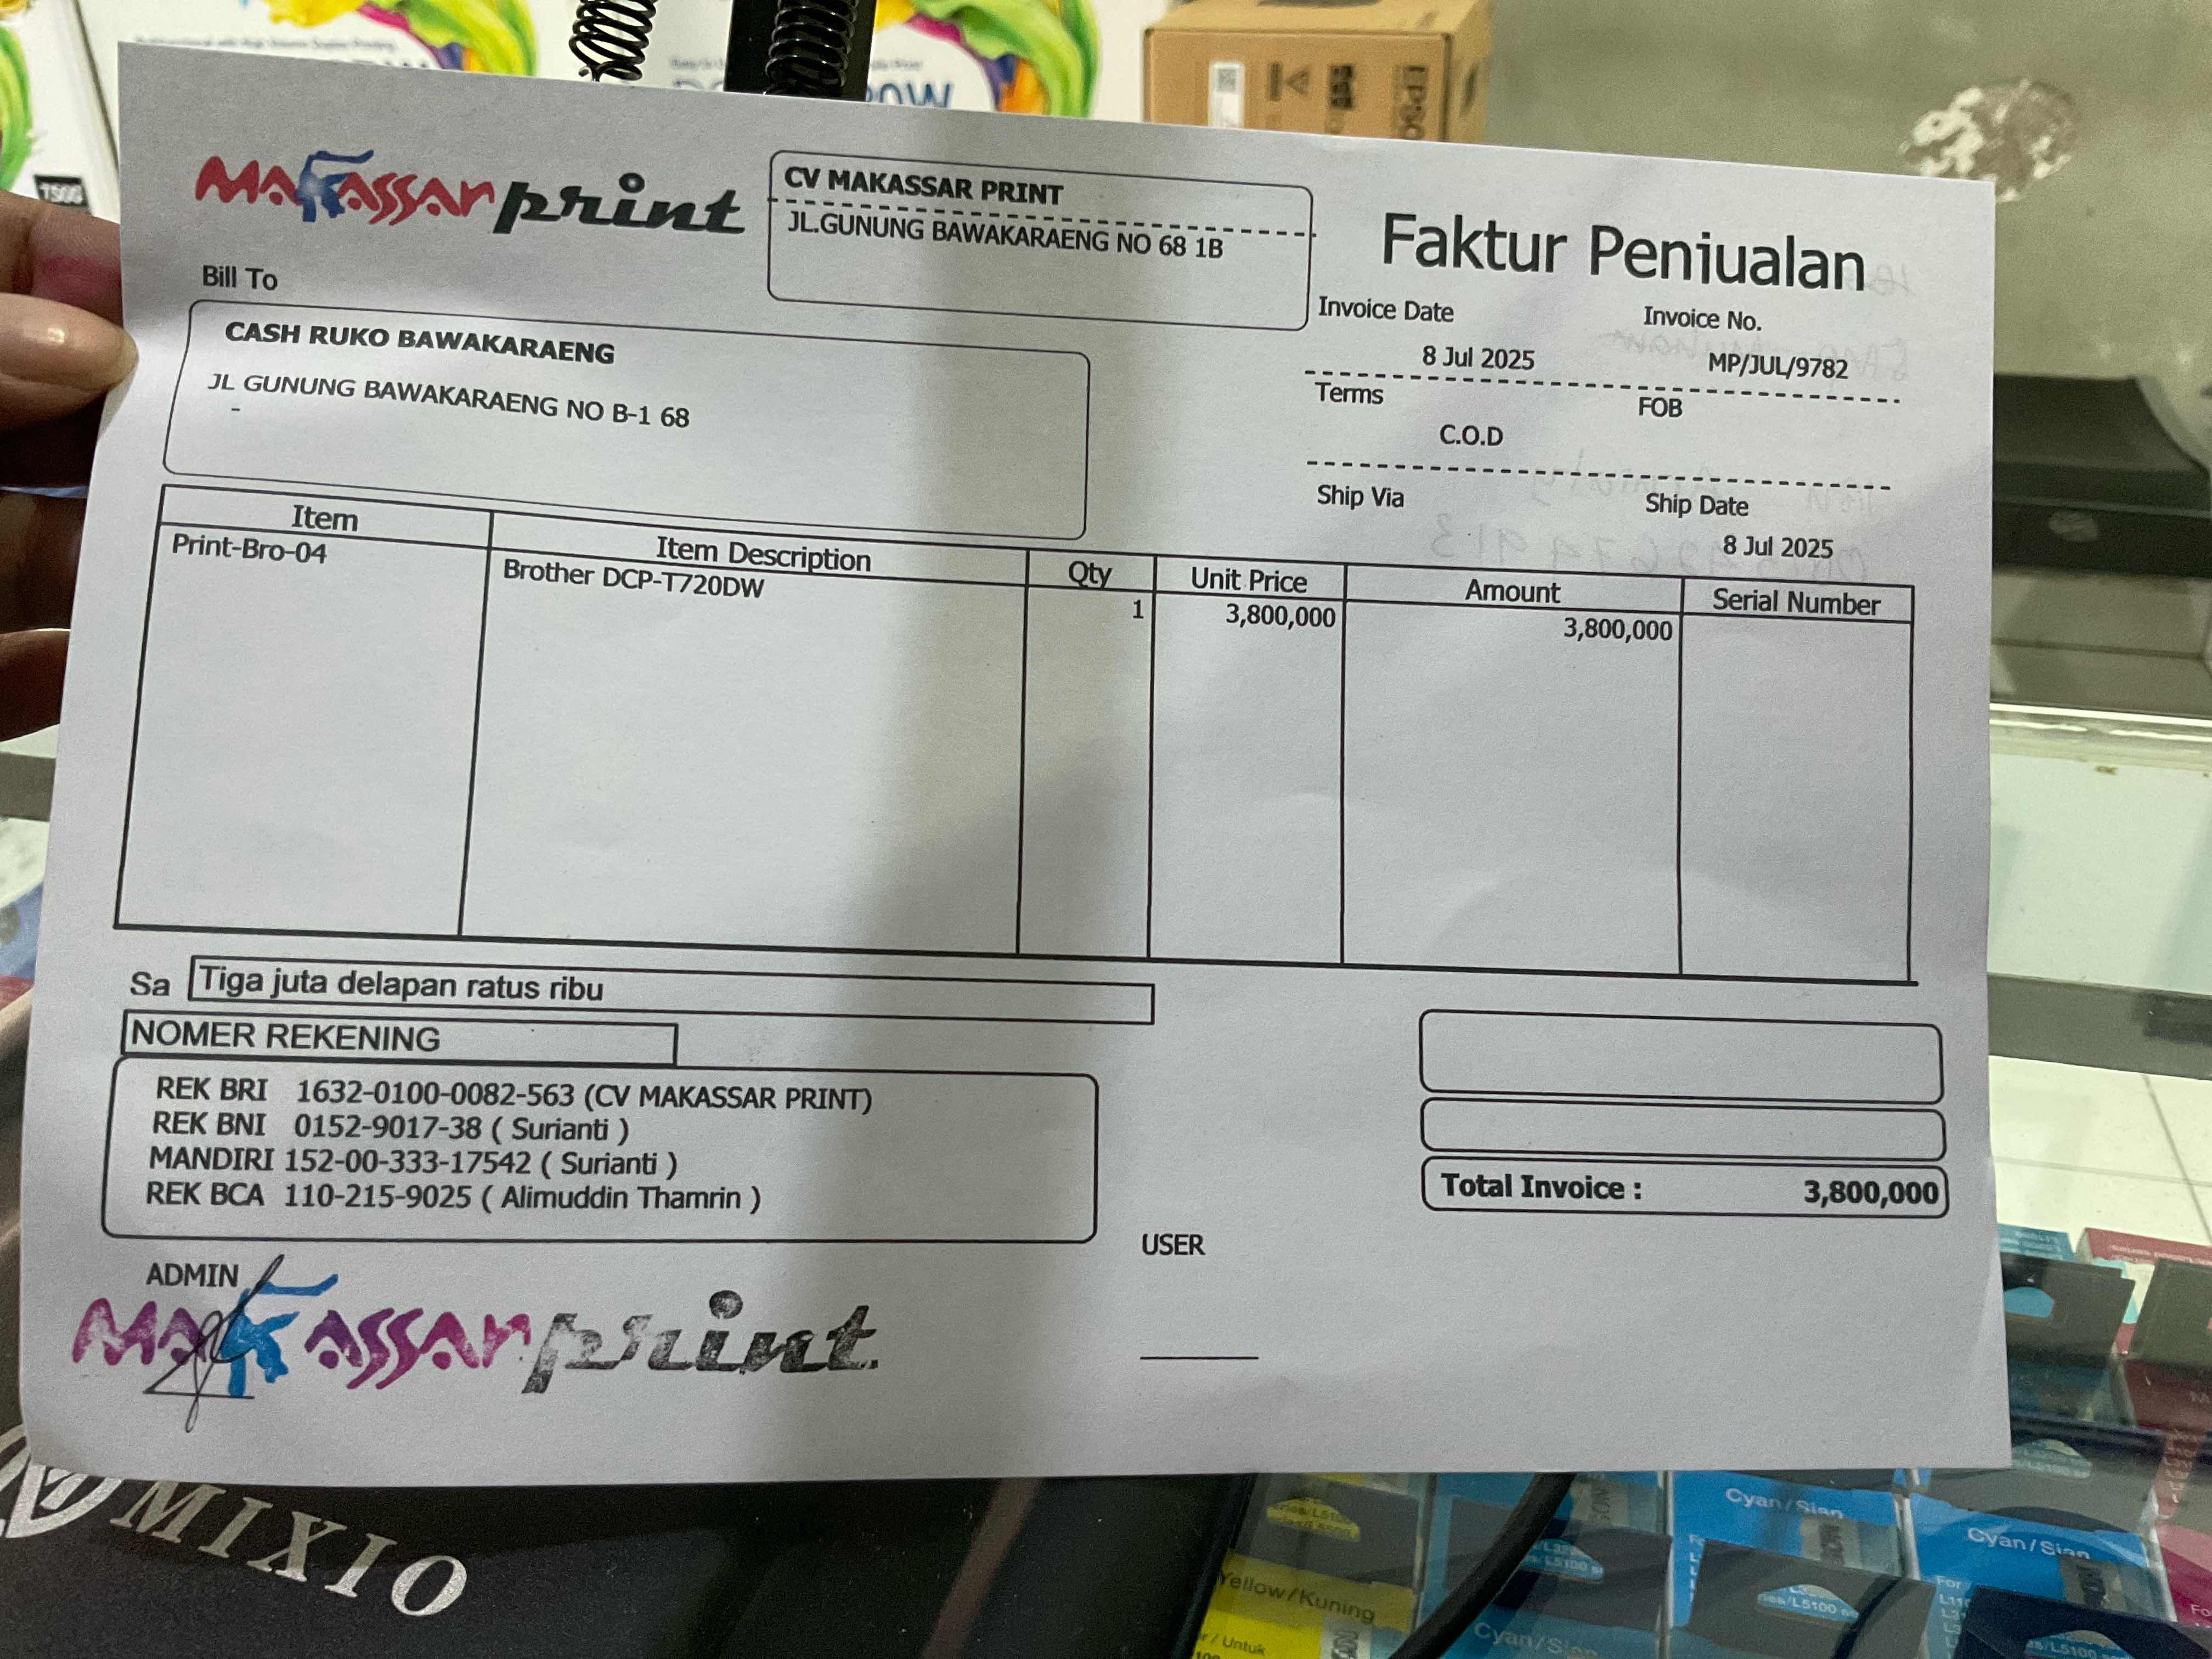 MAKASSAR print
CV MAKASSAR PRINT
JL.GUNUNG BAWAKARAENG NO 68 1B
Faktur Penjualan
Bill To
CASH RUKO BAWAKARAENG
JL GUNUNG BAWAKARAENG NO B-1 68
-
Invoice Date Invoice No.
8 Jul 2025 MP/JUL/9782
Terms FOB
C.O.D
Ship Via Ship Date
8 Jul 2025
Item Item Description Qty Unit Price Amount Serial Number
Print-Bro-04 Brother DCP-T720DW 1 3,800,000 3,800,000
Sa Tiga juta delapan ratus ribu
NOMER REKENING
REK BRI 1632-0100-0082-563 (CV MAKASSAR PRINT)
REK BNI 0152-9017-38 ( Surianti )
MANDIRI 152-00-333-17542 ( Surianti )
REK BCA 110-215-9025 ( Alimuddin Thamrin )
Total Invoice : 3,800,000
ADMIN
USER
MAKASSAR print
MIXIO
Yellow/Kuning
Cyan/Sian
Cyan/Sian